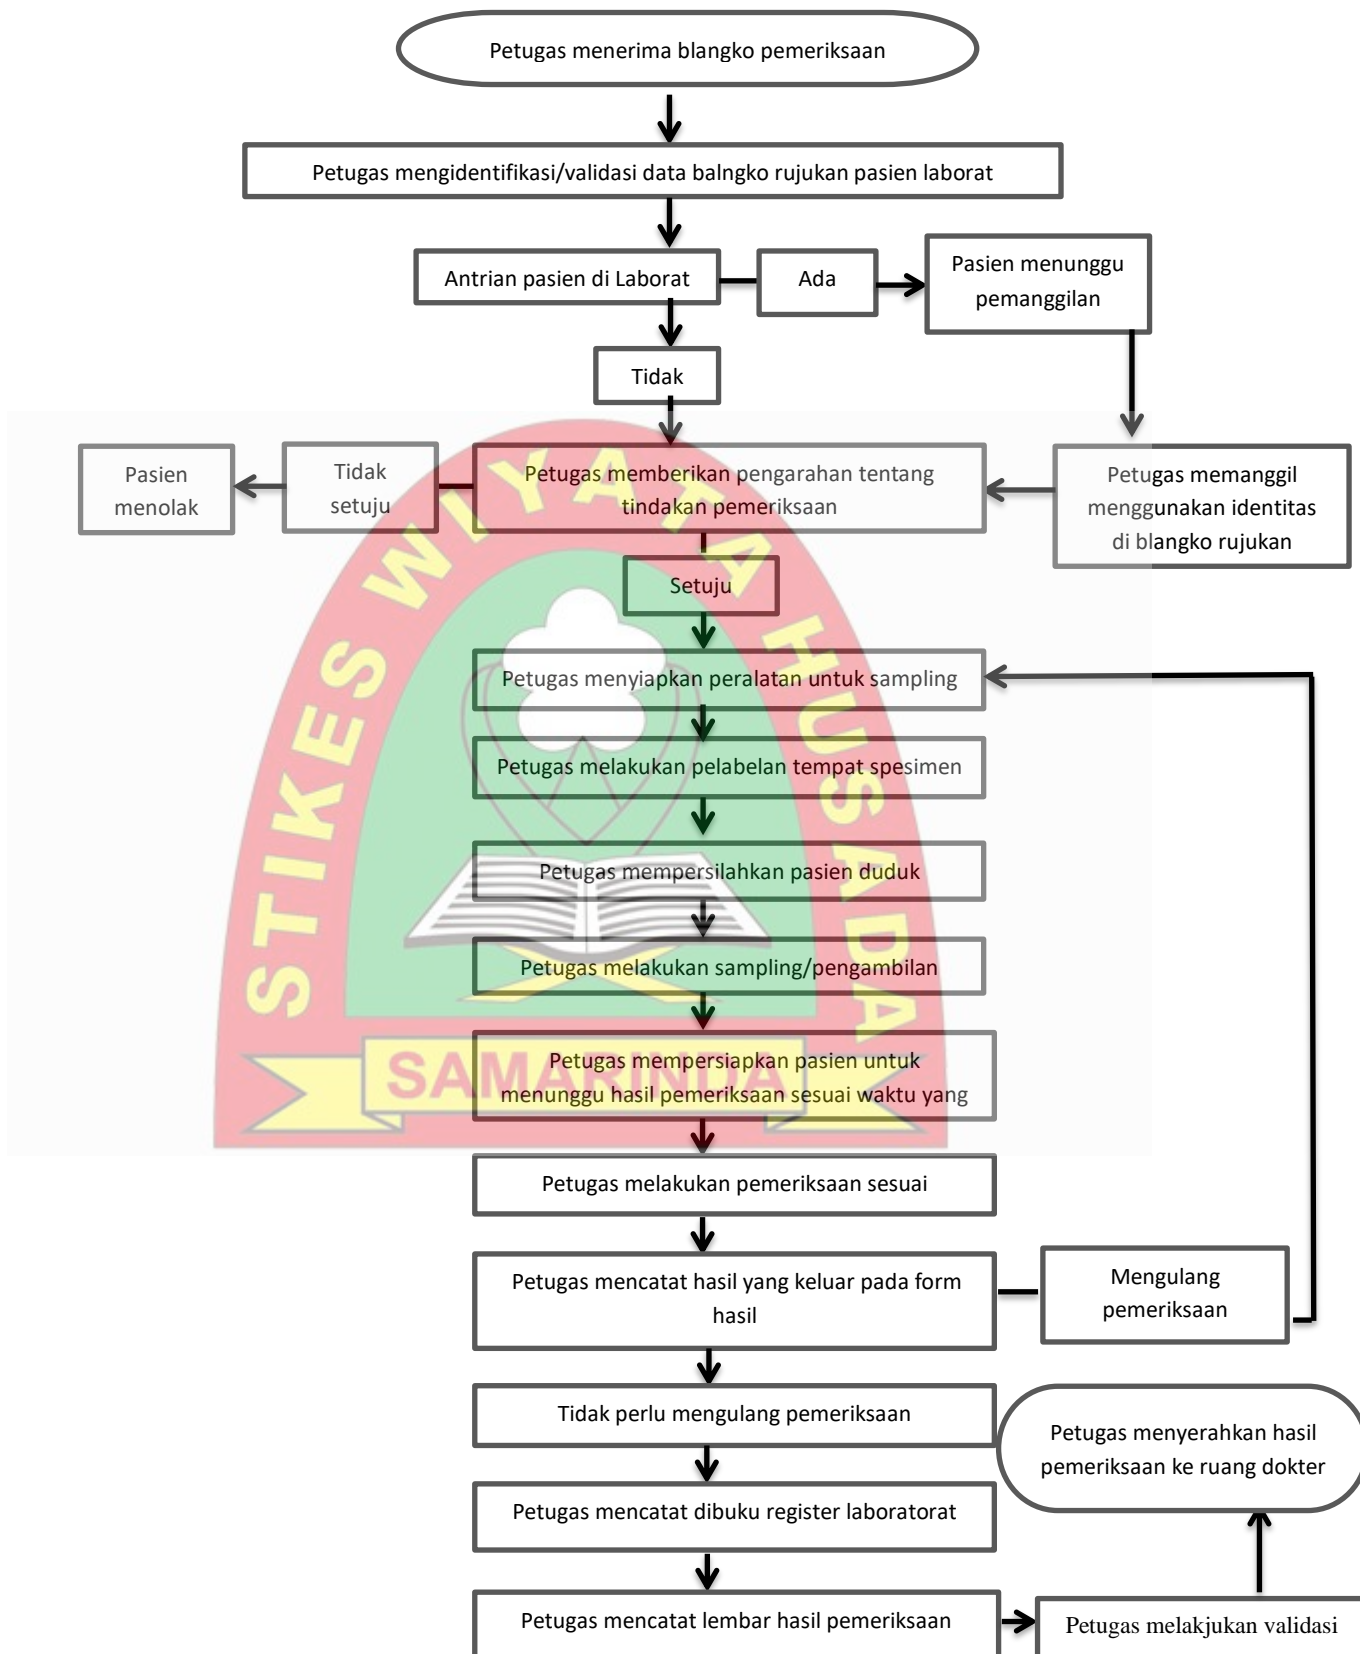 Petugas menerima blangko pemeriksaan
Petugas mengidentifikasi/validasi data balngko rujukan pasien laborat
Antrian pasien di Laborat
Ada
Pasien menunggu
pemanggilan
Tidak
Pasien
menolak
Tidak
setuju
Petugas memberikan pengarahan tentang
tindakan pemeriksaan
Petugas memanggil
menggunakan identitas
di blangko rujukan
Setuju
Petugas menyiapkan peralatan untuk sampling
Petugas melakukan pelabelan tempat spesimen
Petugas mempersilahkan pasien duduk
Petugas melakukan sampling/pengambilan
Petugas mempersiapkan pasien untuk
menunggu hasil pemeriksaan sesuai waktu yang
Petugas melakukan pemeriksaan sesuai
Petugas mencatat hasil yang keluar pada form
hasil
Mengulang
pemeriksaan
Tidak perlu mengulang pemeriksaan
Petugas menyerahkan hasil
pemeriksaan ke ruang dokter
Petugas mencatat dibuku register laboratorat
Petugas mencatat lembar hasil pemeriksaan
Petugas melakjukan validasi
STIKES WIYATA HUSADA
SAMARINDA